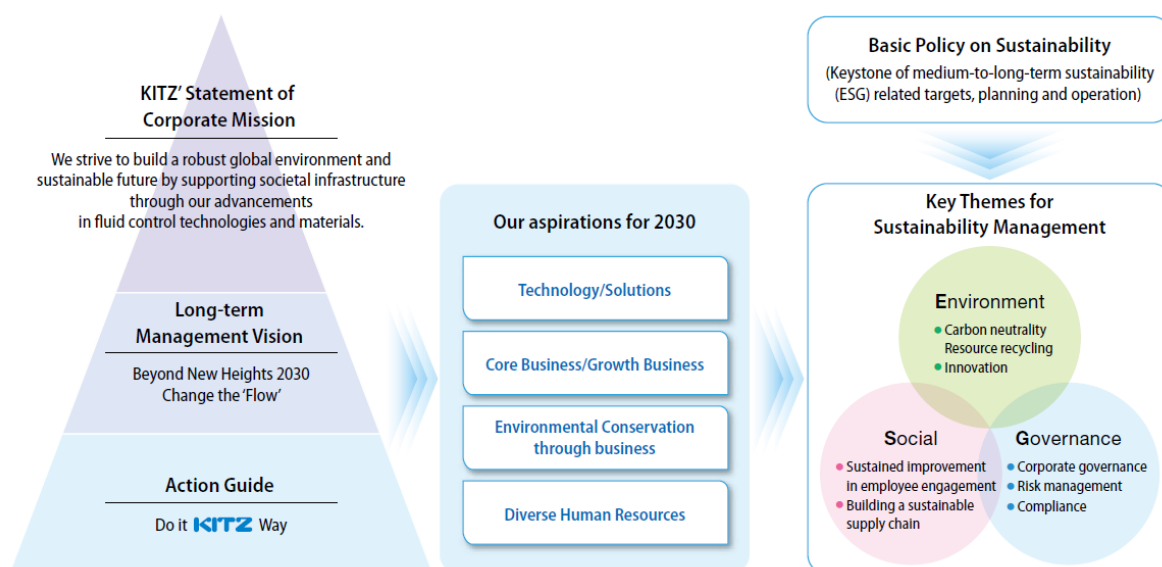 KITZ' Statement of
Corporate Mission
We strive to build a robust global environment and
sustainable future by supporting societal infrastructure
through our advancements
in fluid control technologies and materials.
Long-term
Management Vision
Beyond New Heights 2030
Change the ‘Flow’
Action Guide
Do it KITZ Way
Our aspirations for 2030
Technology/Solutions
Core Business/Growth Business
Environmental Conservation
through business
Diverse Human Resources
Basic Policy on Sustainability
(Keystone of medium-to-long-term sustainability
(ESG) related targets, planning and operation)
Key Themes for
Sustainability Management
Environment
● Carbon neutrality
Resource recycling
● Innovation
Social
● Sustained improvement
in employee engagement
● Building a sustainable
supply chain
Governance
● Corporate governance
● Risk management
● Compliance